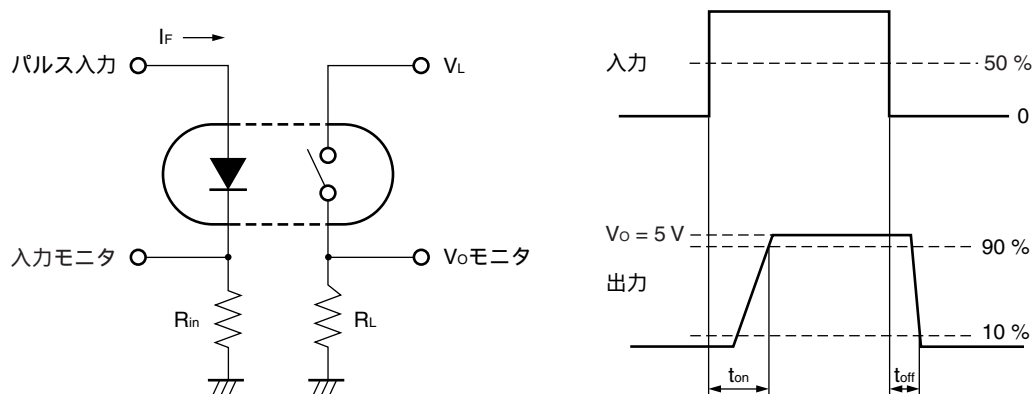 IF
パルス入力
VL
入力モニタ
VOモニタ
Rin
RL
入力
50 %
0
VO = 5 V
90 %
出力
10 %
ton
toff